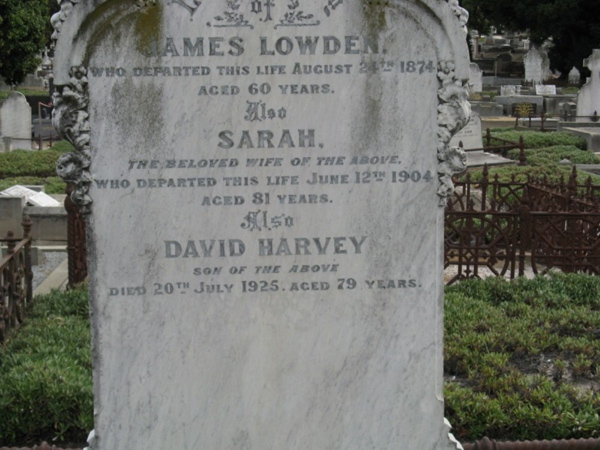 of
JAMES LOWDEN.
WHO DEPARTED THIS LIFE AUGUST 24TH 1874
AGED 60 YEARS.
Also
SARAH.
THE BELOVED WIFE OF THE ABOVE.
WHO DEPARTED THIS LIFE JUNE 12TH 1904
AGED 81 YEARS.
Also
DAVID HARVEY
SON OF THE ABOVE
DIED 20TH JULY 1925. AGED 79 YEARS.